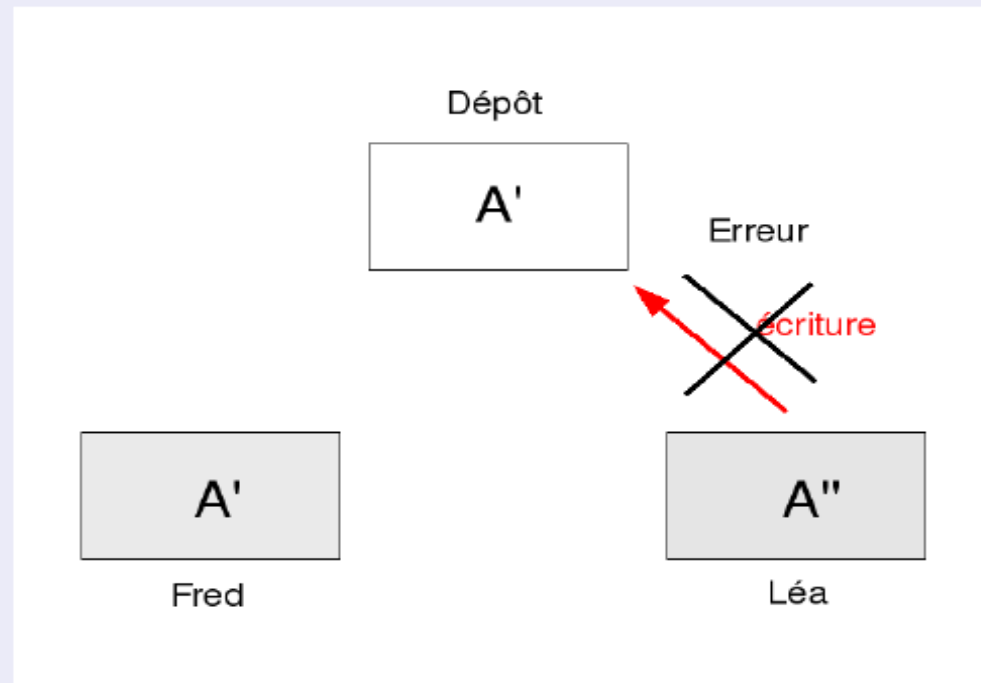 Dépôt
A'
Erreur
écriture
A'
A"
Fred
Léa